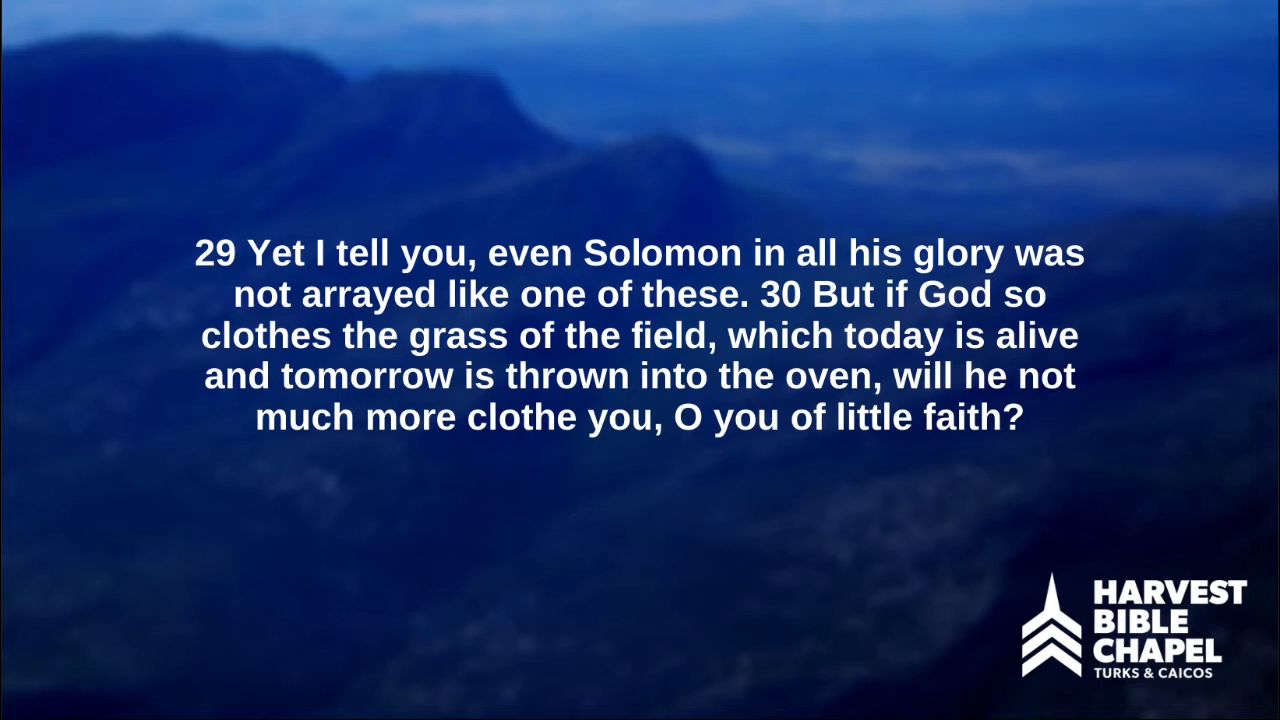 29 Yet I tell you, even Solomon in all his glory was
not arrayed like one of these. 30 But if God so
clothes the grass of the field, which today is alive
and tomorrow is thrown into the oven, will he not
much more clothe you, O you of little faith?
HARVEST
BIBLE
CHAPEL
TURKS & CAICOS